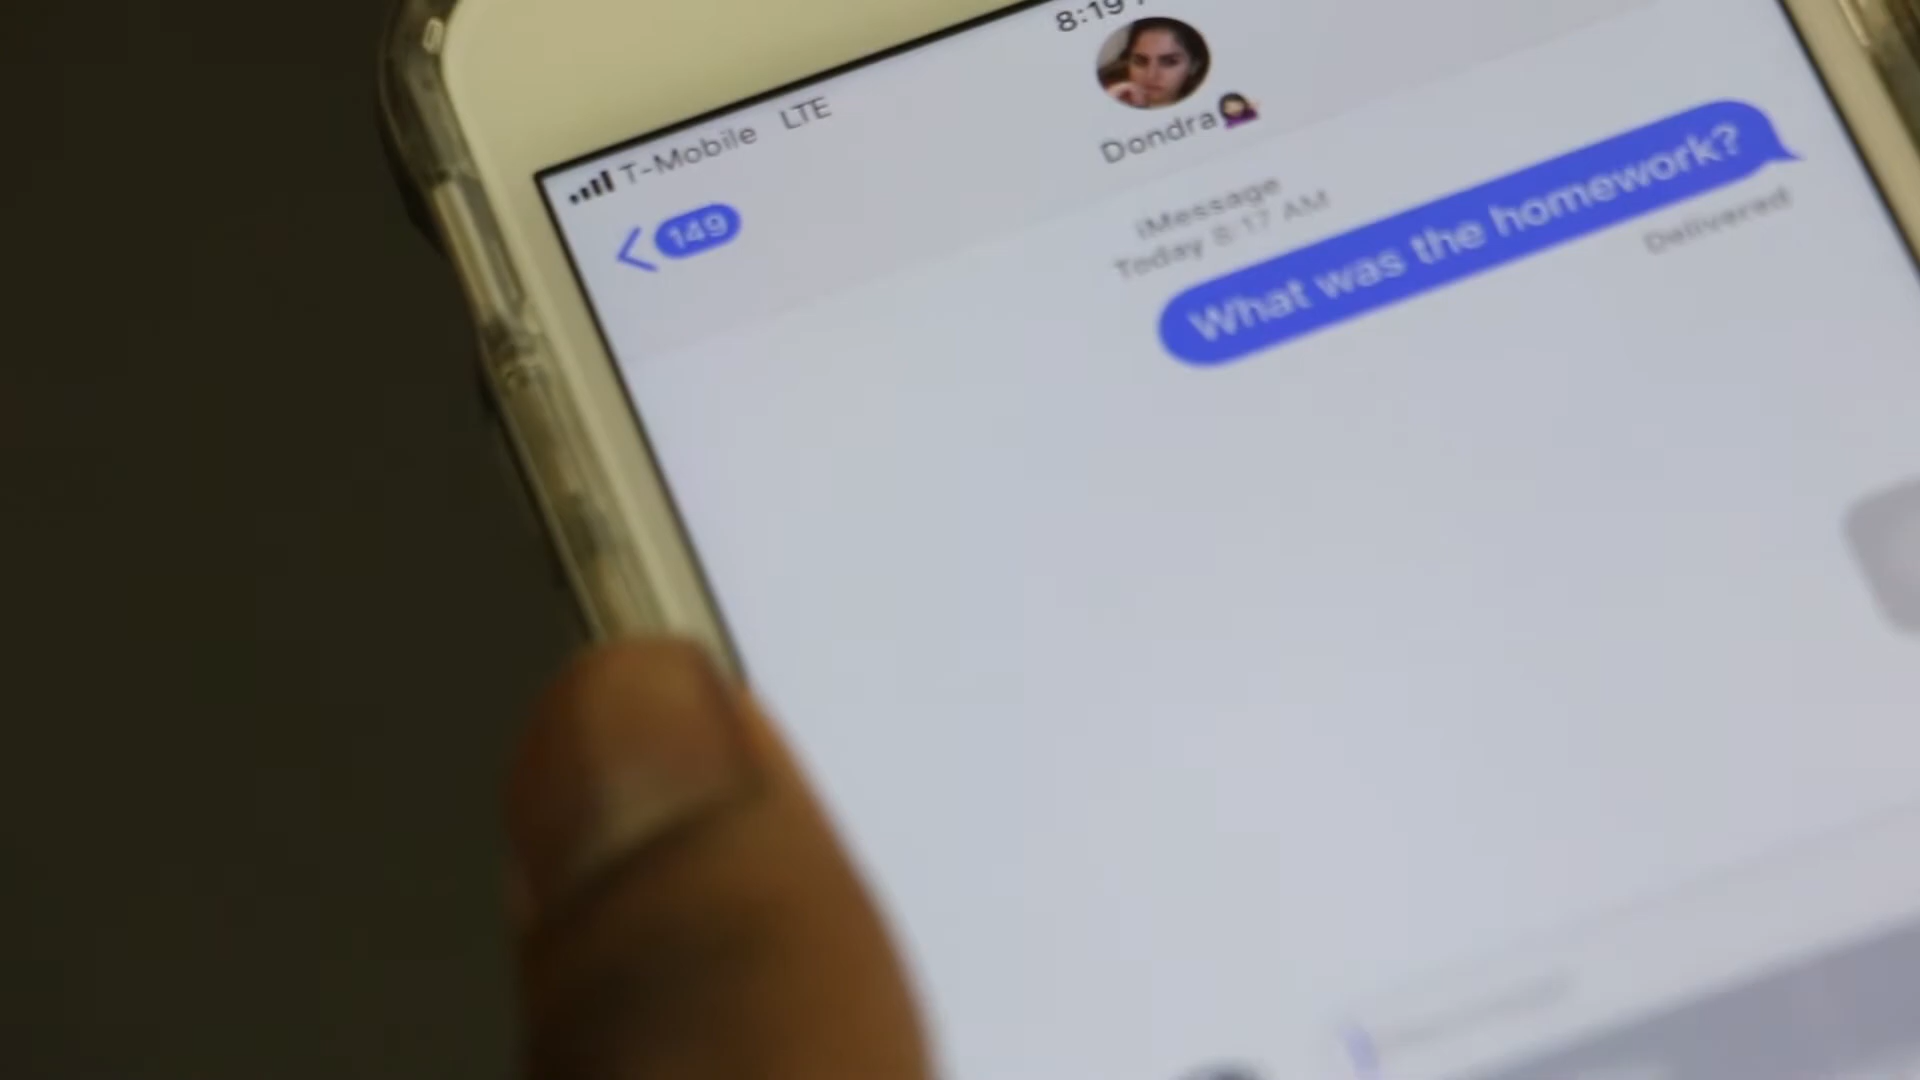 8:19
T-Mobile LTE
149
Dondra
iMessage
Today 8:17 AM
What was the homework?
Delivered